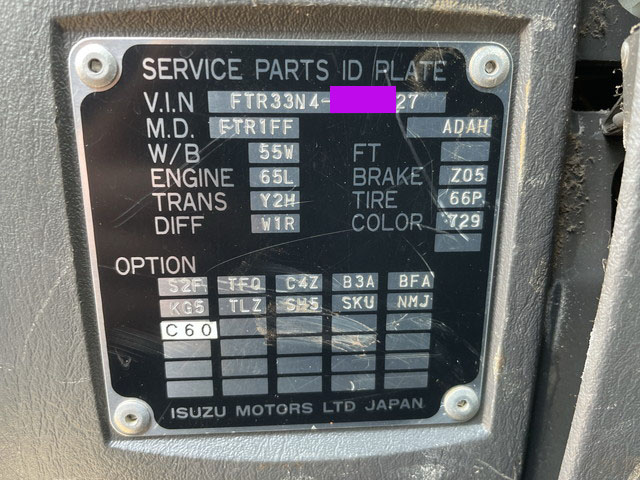 SERVICE PARTS ID PLATE
V.I.N FTR33N4- 27
M.D. FTR1FF ADAH
W/B 55W FT
ENGINE 65L BRAKE Z05
TRANS Y2H TIRE 66P
DIFF W1R COLOR 729
OPTION
S2F TFQ C4Z B3A BFA
KG5 TLZ SH5 SKU NMJ
C60
ISUZU MOTORS LTD JAPAN